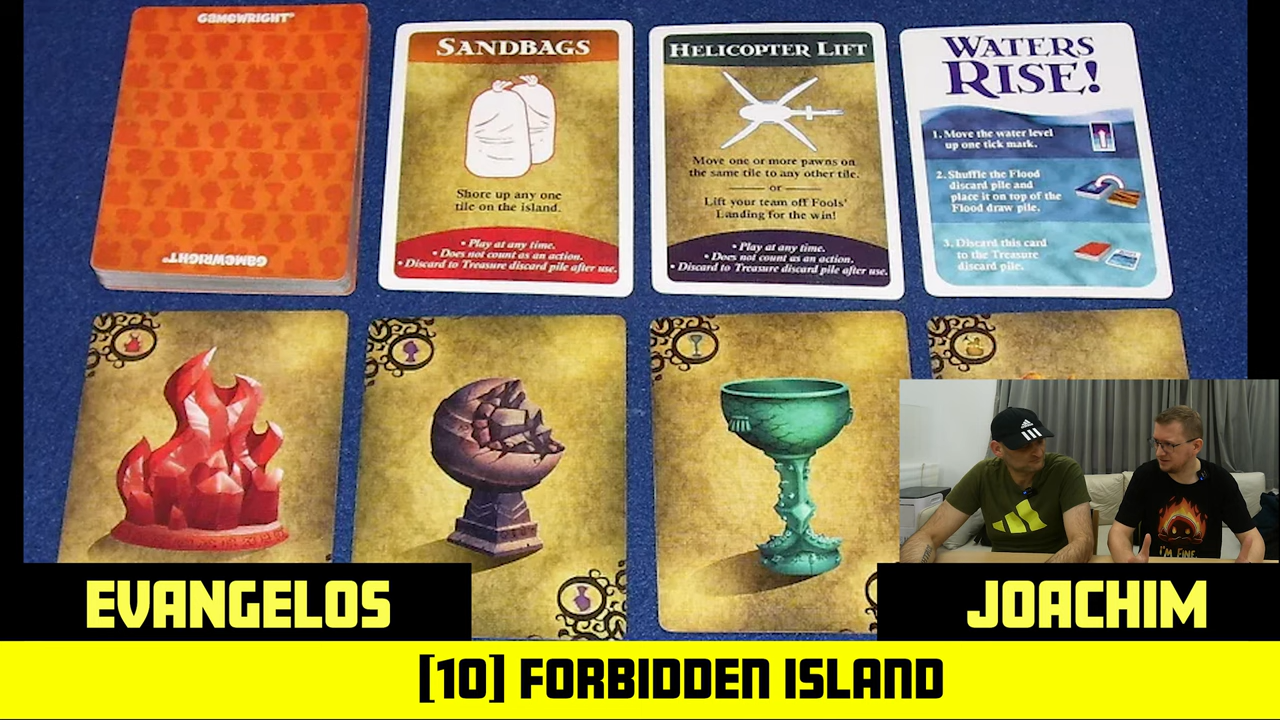 GAMEWRIGHT®
GAMEWRIGHT®
SANDBAGS
Shore up any one
tile on the island.
• Play at any time.
• Does not count as an action.
• Discard to Treasure discard pile after use.
HELICOPTER LIFT
Move one or more pawns on
the same tile to any other tile.
or
Lift your team off Fools'
Landing for the win!
• Play at any time.
• Does not count as an action.
• Discard to Treasure discard pile after use.
WATERS
RISE!
1. Move the water level
up one tick mark.
2. Shuffle the Flood
discard pile and
place it on top of the
Flood draw pile.
3. Discard this card
to the Treasure
discard pile.
I'M FINE.
EVANGELOS
JOACHIM
[10] FORBIDDEN ISLAND